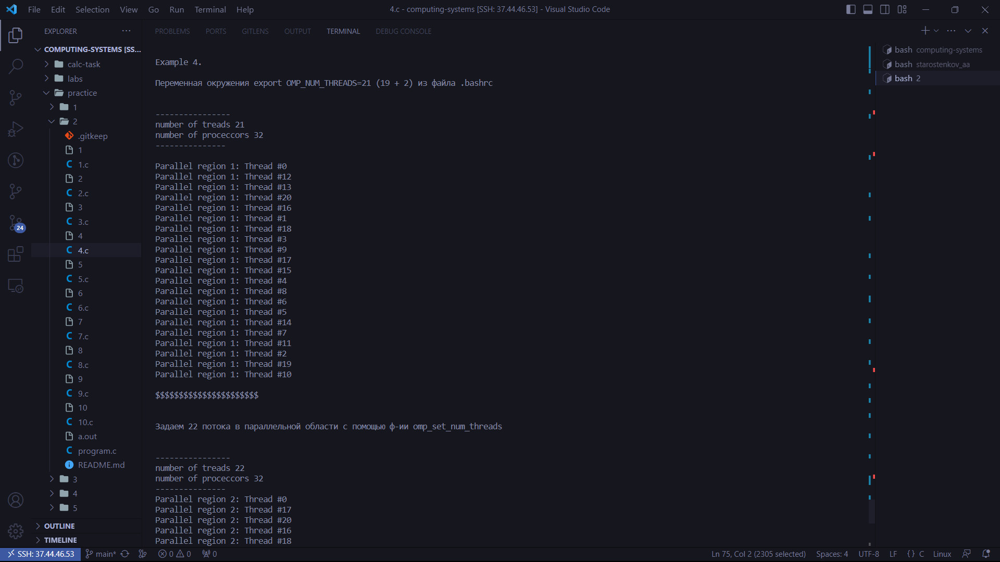 File Edit Selection View Go Run Terminal Help
4.c - computing-systems [SSH: 37.44.46.53] - Visual Studio Code
EXPLORER
COMPUTING-SYSTEMS [SS...
calc-task
labs
practice
1
2
.gitkeep
1
1.c
2
2.c
3
3.c
4
4.c
5
5.c
6
6.c
7
7.c
8
8.c
9
9.c
10
10.c
a.out
program.c
README.md
3
4
5
OUTLINE
TIMELINE
24
PROBLEMS PORTS GITLENS OUTPUT TERMINAL DEBUG CONSOLE
Example 4.
Переменная окружения export OMP_NUM_THREADS=21 (19 + 2) из файла .bashrc
----------------
number of treads 21
number of proceccors 32
---------------
Parallel region 1: Thread #0
Parallel region 1: Thread #12
Parallel region 1: Thread #13
Parallel region 1: Thread #20
Parallel region 1: Thread #16
Parallel region 1: Thread #1
Parallel region 1: Thread #18
Parallel region 1: Thread #3
Parallel region 1: Thread #9
Parallel region 1: Thread #17
Parallel region 1: Thread #15
Parallel region 1: Thread #4
Parallel region 1: Thread #8
Parallel region 1: Thread #6
Parallel region 1: Thread #5
Parallel region 1: Thread #14
Parallel region 1: Thread #7
Parallel region 1: Thread #11
Parallel region 1: Thread #2
Parallel region 1: Thread #19
Parallel region 1: Thread #10
$$$$$$$$$$$$$$$$$$$$$$
Задаем 22 потока в параллельной области с помощью ф-ии omp_set_num_threads
----------------
number of treads 22
number of proceccors 32
---------------
Parallel region 2: Thread #0
Parallel region 2: Thread #17
Parallel region 2: Thread #20
Parallel region 2: Thread #16
Parallel region 2: Thread #18
bash computing-systems
bash starostenkov_aa
bash 2
SSH: 37.44.46.53 main* 0 0 0
Ln 75, Col 2 (2305 selected) Spaces: 4 UTF-8 LF {} C Linux